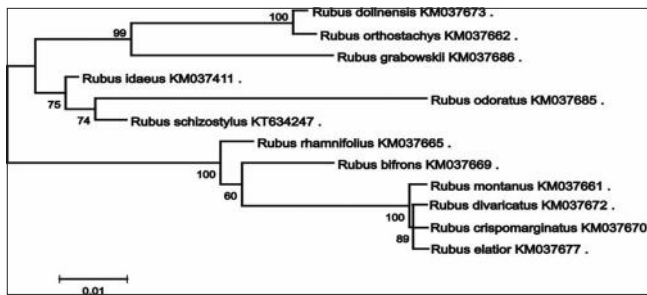 Rubus dollnensis KM037673 .
100
Rubus orthostachys KM037662 .
99
Rubus grabowskii KM037686 .
Rubus idaeus KM037411 .
75
Rubus odoratus KM037685 .
74
Rubus schizostylus KT634247 .
Rubus rhamnifolius KM037665 .
100
Rubus bifrons KM037669 .
60
Rubus montanus KM037661 .
Rubus divaricatus KM037672 .
100
Rubus crispomarginatus KM037670
89
Rubus elatior KM037677 .
0.01